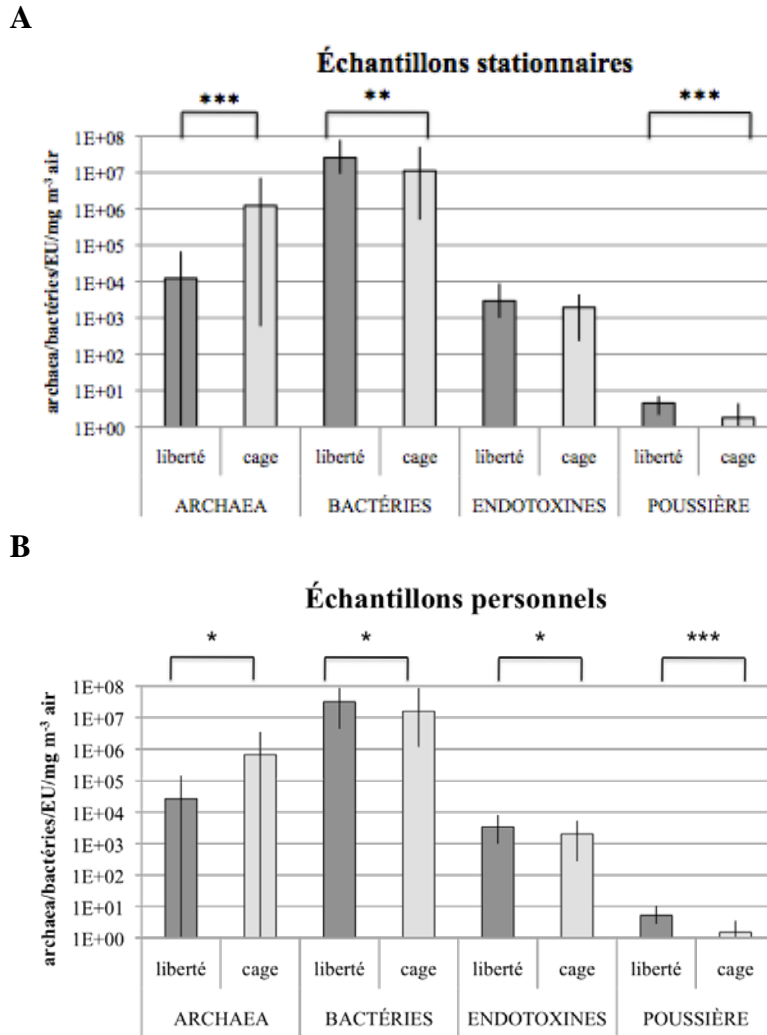 A
Échantillons stationnaires
*** ** ***
archaea/bactéries/EU/mg m⁻³ air
1E+08
1E+07
1E+06
1E+05
1E+04
1E+03
1E+02
1E+01
1E+00
liberté cage liberté cage liberté cage liberté cage
ARCHAEA BACTÉRIES ENDOTOXINES POUSSIÈRE
B
Échantillons personnels
* * * ***
archaea/bactéries/EU/mg m⁻³ air
1E+08
1E+07
1E+06
1E+05
1E+04
1E+03
1E+02
1E+01
1E+00
liberté cage liberté cage liberté cage liberté cage
ARCHAEA BACTÉRIES ENDOTOXINES POUSSIÈRE